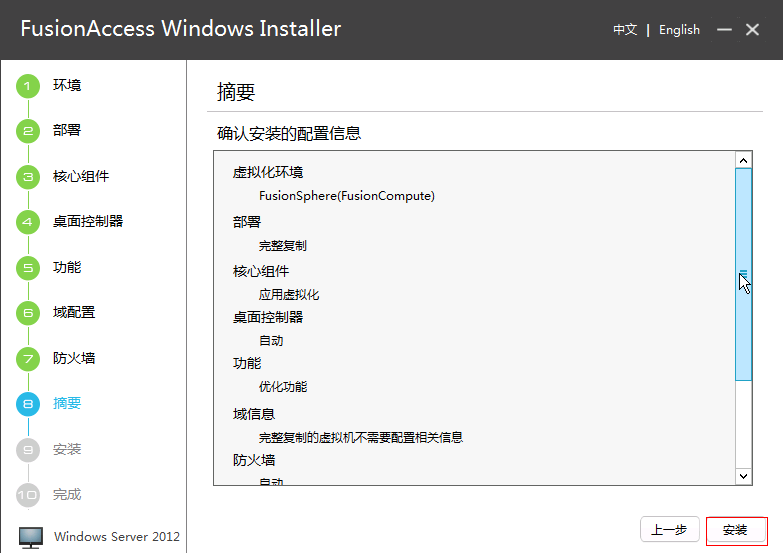 FusionAccess Windows Installer
中文 | English
1 环境
2 部署
3 核心组件
4 桌面控制器
5 功能
6 域配置
7 防火墙
8 摘要
9 安装
10 完成
Windows Server 2012
摘要
确认安装的配置信息
虚拟化环境
FusionSphere(FusionCompute)
部署
完整复制
核心组件
应用虚拟化
桌面控制器
自动
功能
优化功能
域信息
完整复制的虚拟机不需要配置相关信息
防火墙
自动
上一步
安装